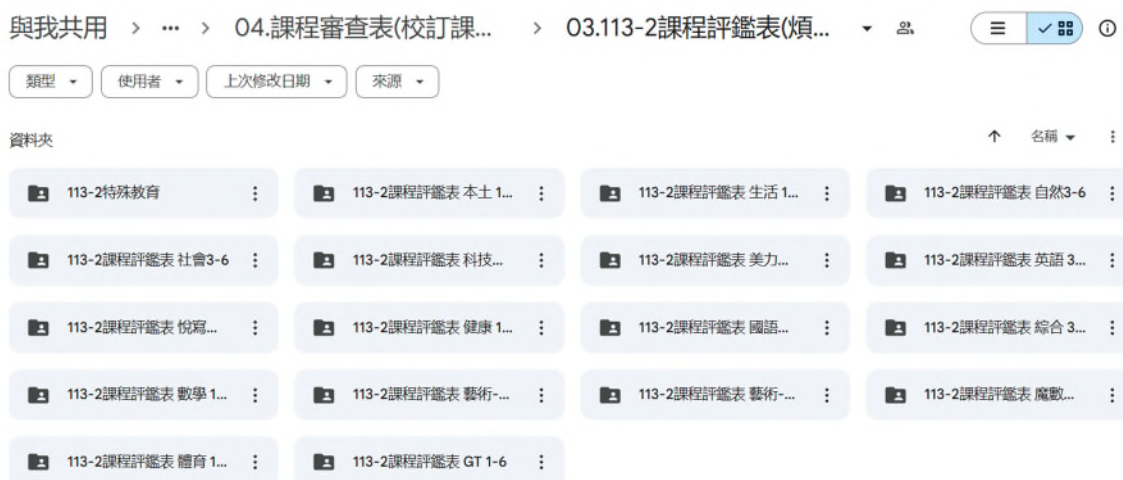 與我共用 > ... > 04.課程審查表(校訂課... > 03.113-2課程評鑑表(煩...
類型 使用者 上次修改日期 來源
資料夾 名稱
113-2特殊教育 113-2課程評鑑表 本土 1... 113-2課程評鑑表 生活 1... 113-2課程評鑑表 自然3-6
113-2課程評鑑表 社會3-6 113-2課程評鑑表 科技... 113-2課程評鑑表 美力... 113-2課程評鑑表 英語 3...
113-2課程評鑑表 悅寫... 113-2課程評鑑表 健康 1... 113-2課程評鑑表 國語... 113-2課程評鑑表 綜合 3...
113-2課程評鑑表 數學 1... 113-2課程評鑑表 藝術-... 113-2課程評鑑表 藝術-... 113-2課程評鑑表 魔數...
113-2課程評鑑表 體育 1... 113-2課程評鑑表 GT 1-6